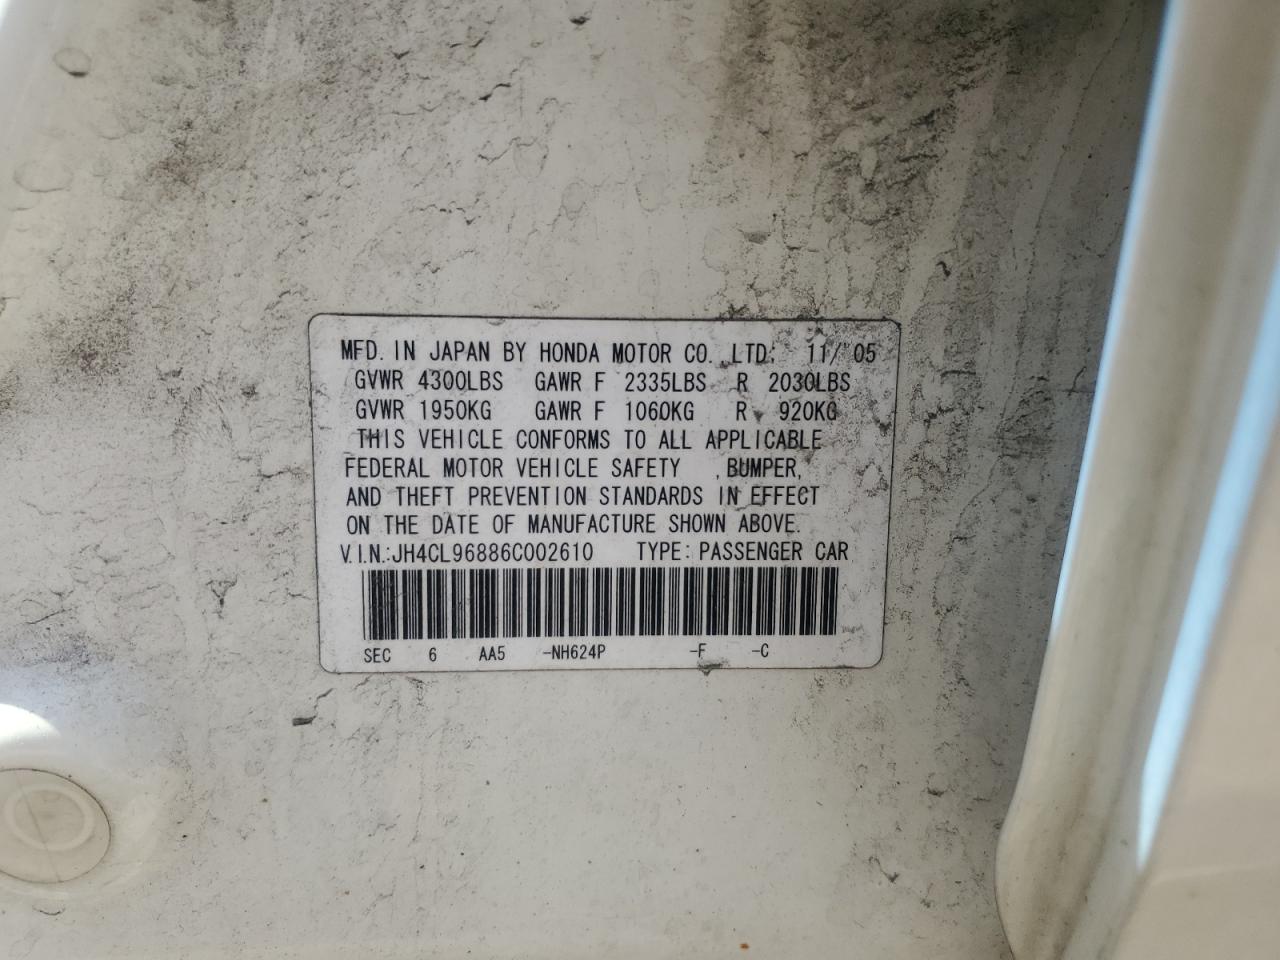 MFD. IN JAPAN BY HONDA MOTOR CO., LTD. 11/ 05
GVWR 4300LBS GAWR F 2335LBS R 2030LBS
GVWR 1950KG GAWR F 1060KG R 920KG
THIS VEHICLE CONFORMS TO ALL APPLICABLE
FEDERAL MOTOR VEHICLE SAFETY , BUMPER,
AND THEFT PREVENTION STANDARDS IN EFFECT
ON THE DATE OF MANUFACTURE SHOWN ABOVE.
V.I.N.:JH4CL96886C002610 TYPE: PASSENGER CAR
SEC 6 AA5 -NH624P -F -C